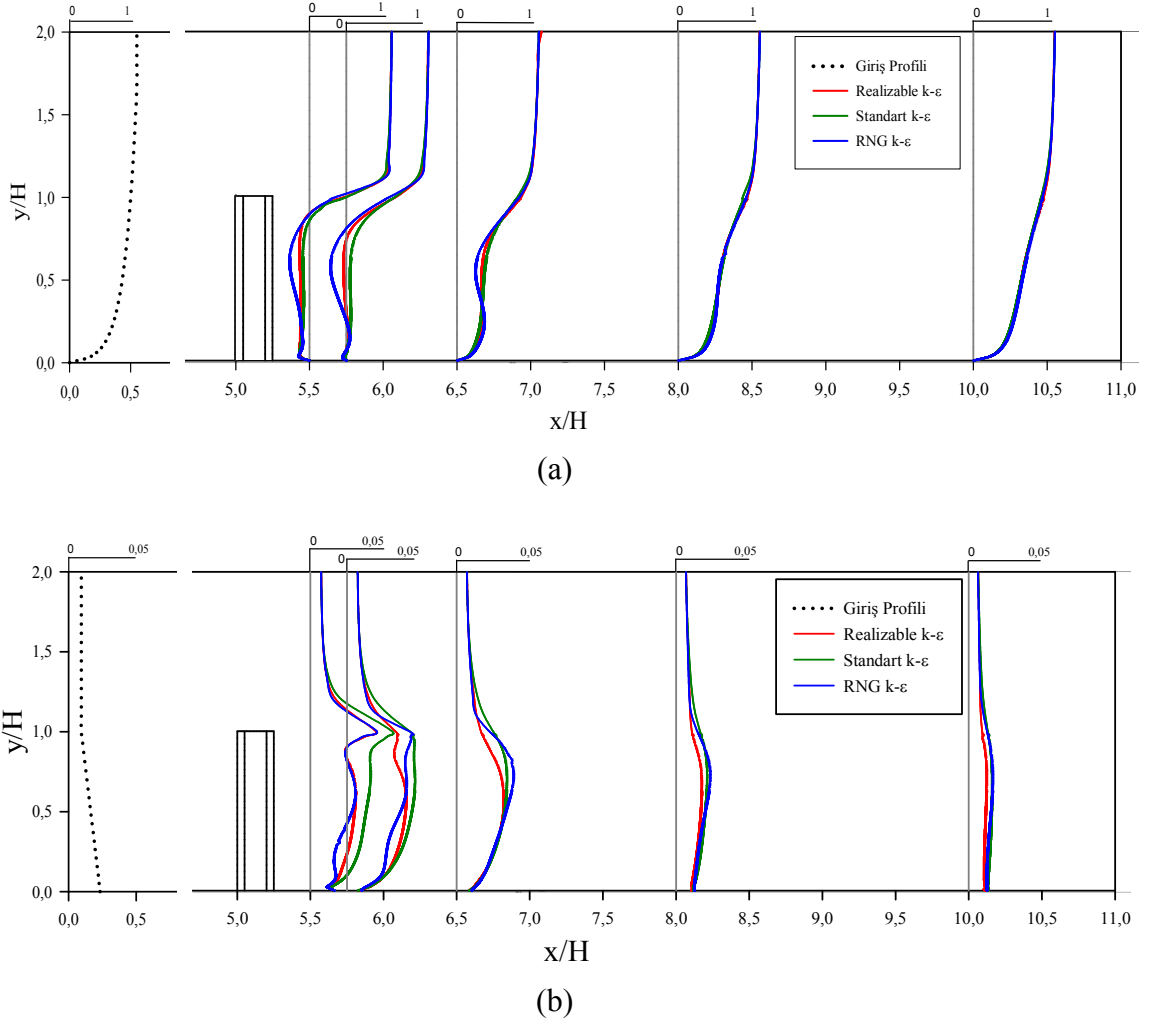 0 1
0 1
0 1
0 1
0 1
0 1
2,0
1,5
1,0
0,5
0,0
y/H
Giriş Profili
Realizable k-ε
Standart k-ε
RNG k-ε
0,0 0,5
5,0 5,5 6,0 6,5 7,0 7,5 8,0 8,5 9,0 9,5 10,0 10,5 11,0
x/H
(a)
0 0,05
0 0,05
0 0,05
0 0,05
0 0,05
0 0,05
2,0
1,5
1,0
0,5
0,0
y/H
Giriş Profili
Realizable k-ε
Standart k-ε
RNG k-ε
0,0 0,5
5,0 5,5 6,0 6,5 7,0 7,5 8,0 8,5 9,0 9,5 10,0 10,5 11,0
x/H
(b)